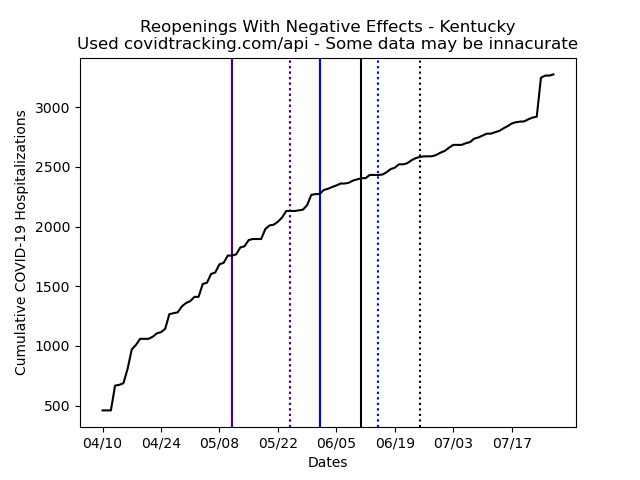 Reopenings With Negative Effects - Kentucky
Used covidtracking.com/api - Some data may be innacurate
Cumulative COVID-19 Hospitalizations
3000
2500
2000
1500
1000
500
04/10 04/24 05/08 05/22 06/05 06/19 07/03 07/17
Dates